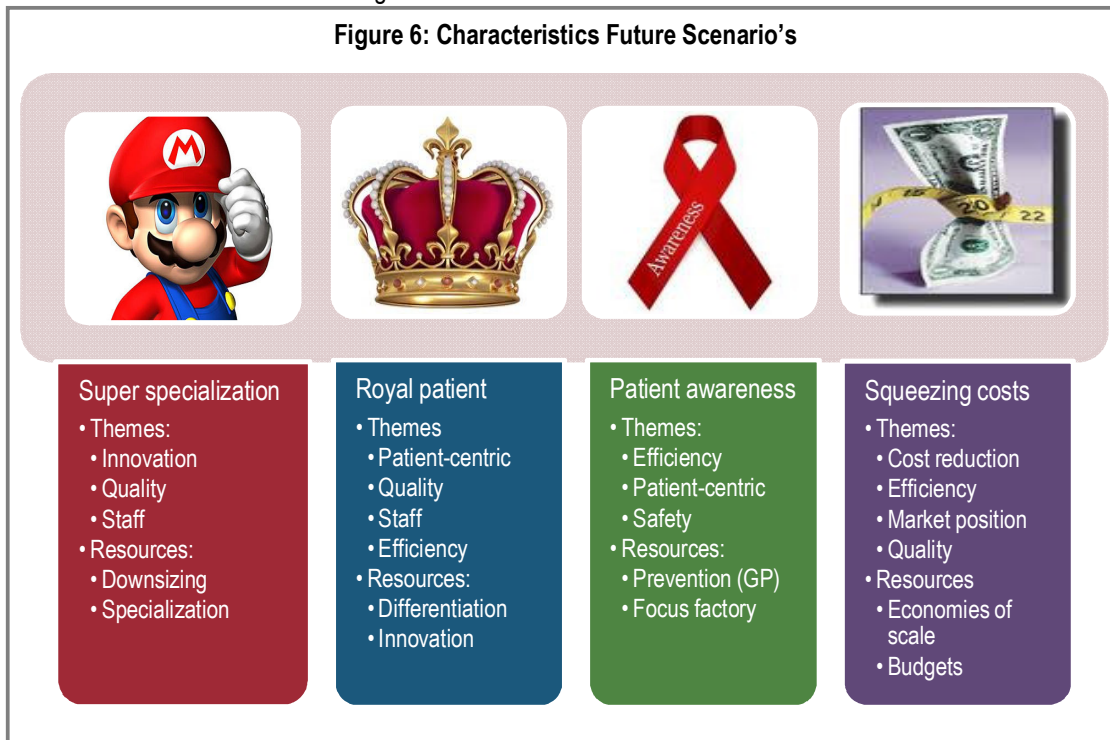 Figure 6: Characteristics Future Scenario's
M
Awareness
20
22
Super specialization
• Themes:
• Innovation
• Quality
• Staff
• Resources:
• Downsizing
• Specialization
Royal patient
• Themes
• Patient-centric
• Quality
• Staff
• Efficiency
• Resources:
• Differentiation
• Innovation
Patient awareness
• Themes:
• Efficiency
• Patient-centric
• Safety
• Resources:
• Prevention (GP)
• Focus factory
Squeezing costs
• Themes:
• Cost reduction
• Efficiency
• Market position
• Quality
• Resources
• Economies of
scale
• Budgets